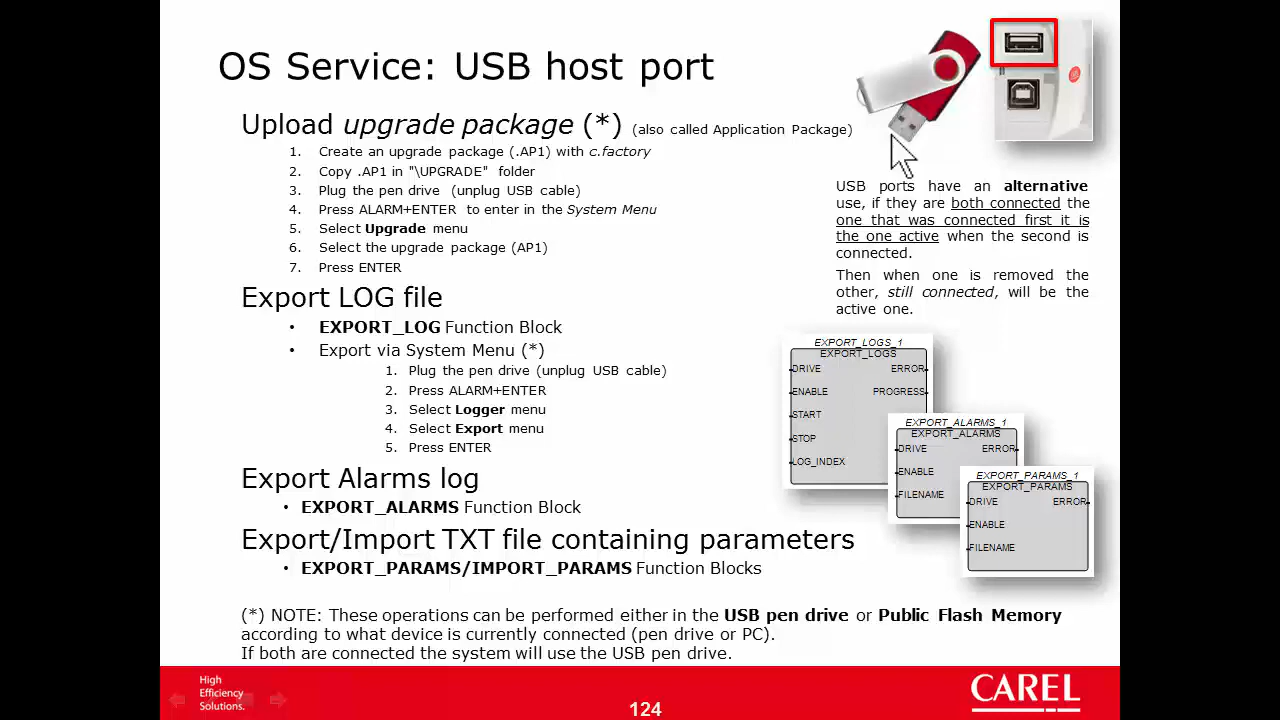 OS Service: USB host port
Upload upgrade package (*) (also called Application Package)
1. Create an upgrade package (.AP1) with c.factory
2. Copy .AP1 in "\UPGRADE" folder
3. Plug the pen drive (unplug USB cable)
4. Press ALARM+ENTER to enter in the System Menu
5. Select Upgrade menu
6. Select the upgrade package (AP1)
7. Press ENTER
Export LOG file
• EXPORT_LOG Function Block
• Export via System Menu (*)
1. Plug the pen drive (unplug USB cable)
2. Press ALARM+ENTER
3. Select Logger menu
4. Select Export menu
5. Press ENTER
Export Alarms log
• EXPORT_ALARMS Function Block
Export/Import TXT file containing parameters
• EXPORT_PARAMS/IMPORT_PARAMS Function Blocks
USB ports have an alternative
use, if they are both connected the
one that was connected first it is
the one active when the second is
connected.
Then when one is removed the
other, still connected, will be the
active one.
EXPORT_LOGS_1
EXPORT_LOGS
DRIVE ERROR
ENABLE PROGRESS
START
STOP
LOG_INDEX
EXPORT_ALARMS_1
EXPORT_ALARMS
DRIVE ERROR
ENABLE
FILENAME
EXPORT_PARAMS_1
EXPORT_PARAMS
DRIVE ERROR
ENABLE
FILENAME
(*) NOTE: These operations can be performed either in the USB pen drive or Public Flash Memory
according to what device is currently connected (pen drive or PC).
If both are connected the system will use the USB pen drive.
High
Efficiency
Solutions.
124
CAREL